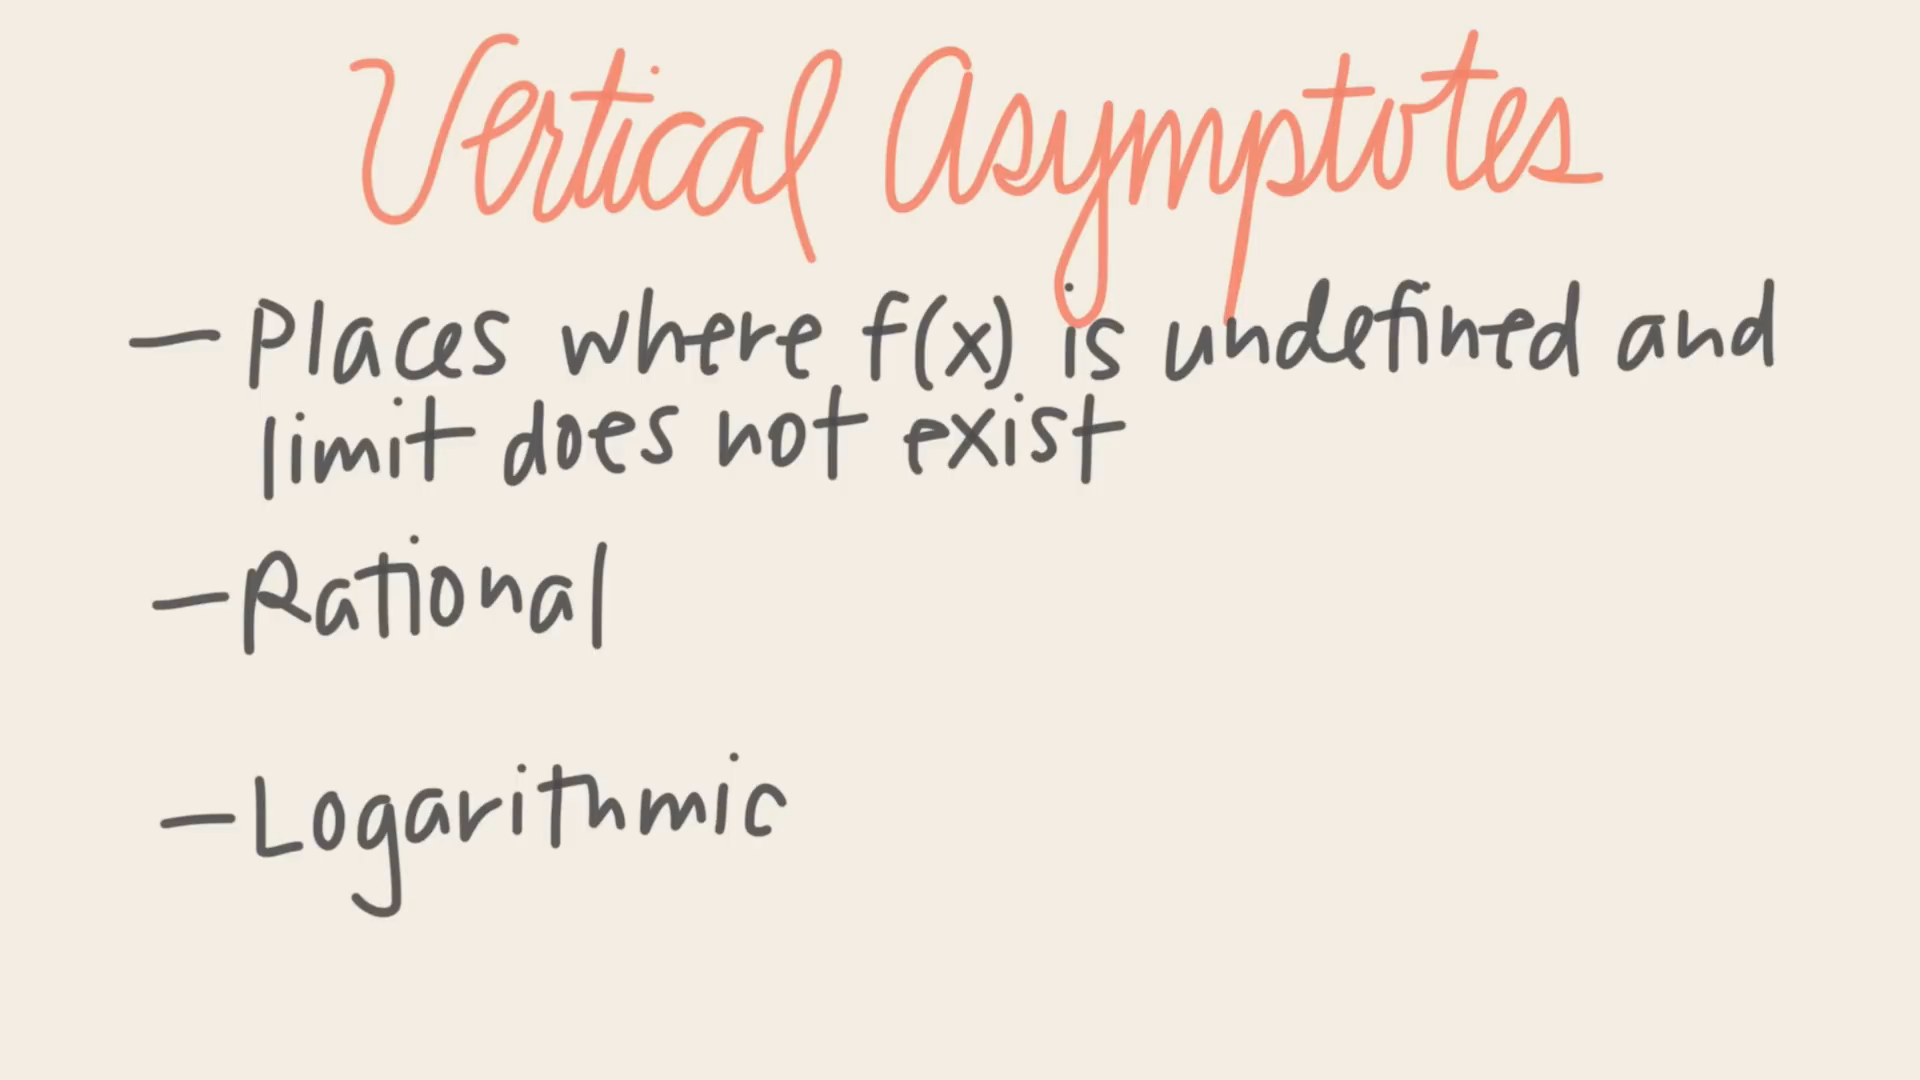 Vertical Asymptotes
— Places where f(x) is undefined and
limit does not exist
— Rational
— Logarithmic